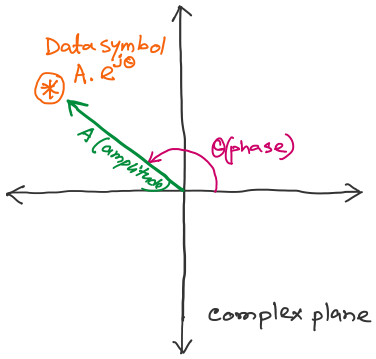 Data symbol
A. e^jθ
*
A (amplitude)
θ(phase)
complex plane